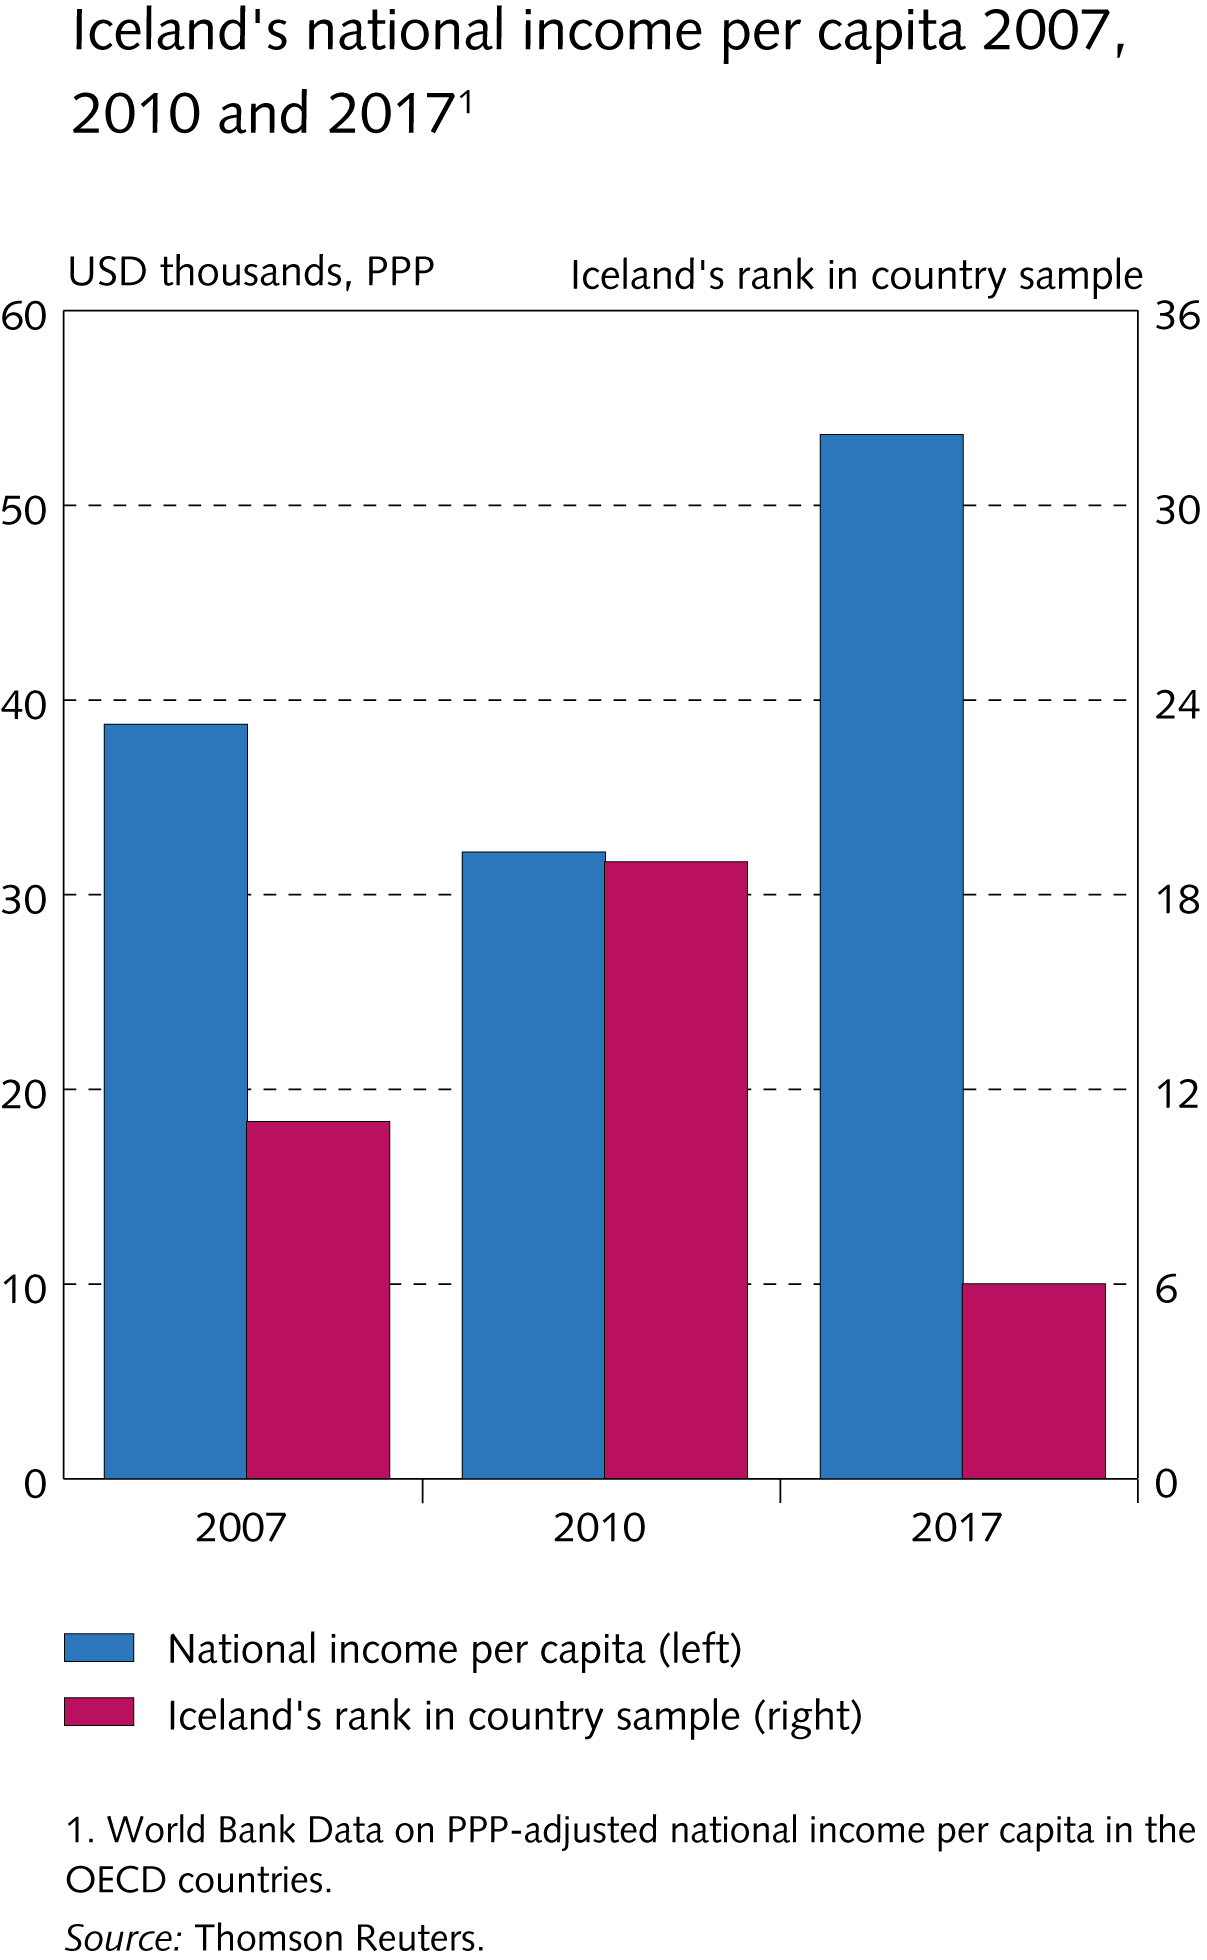 Iceland's national income per capita 2007,
2010 and 2017¹
USD thousands, PPP
Iceland's rank in country sample
60
50
40
30
20
10
0
36
30
24
18
12
6
0
2007
2010
2017
National income per capita (left)
Iceland's rank in country sample (right)
1. World Bank Data on PPP-adjusted national income per capita in the
OECD countries.
Source: Thomson Reuters.